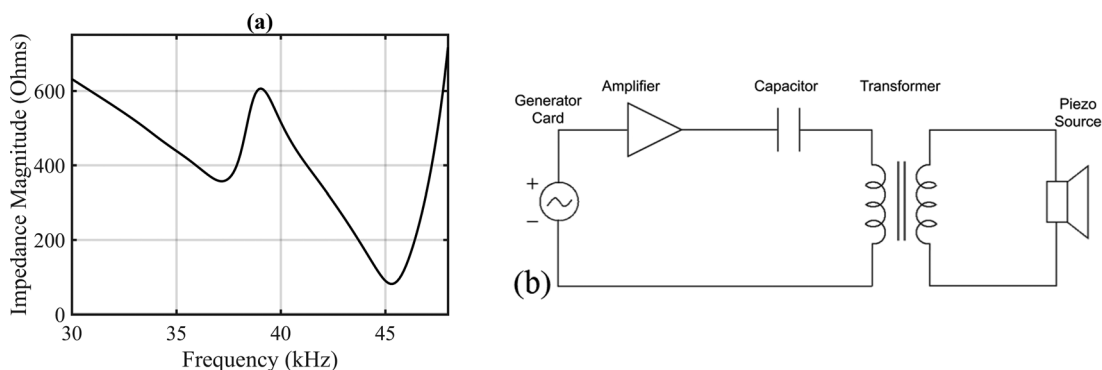 (a)
Impedance Magnitude (Ohms)
600
400
200
0
30
35
40
45
Frequency (kHz)
Generator
Card
Amplifier
Capacitor
Transformer
Piezo
Source
+
−
(b)